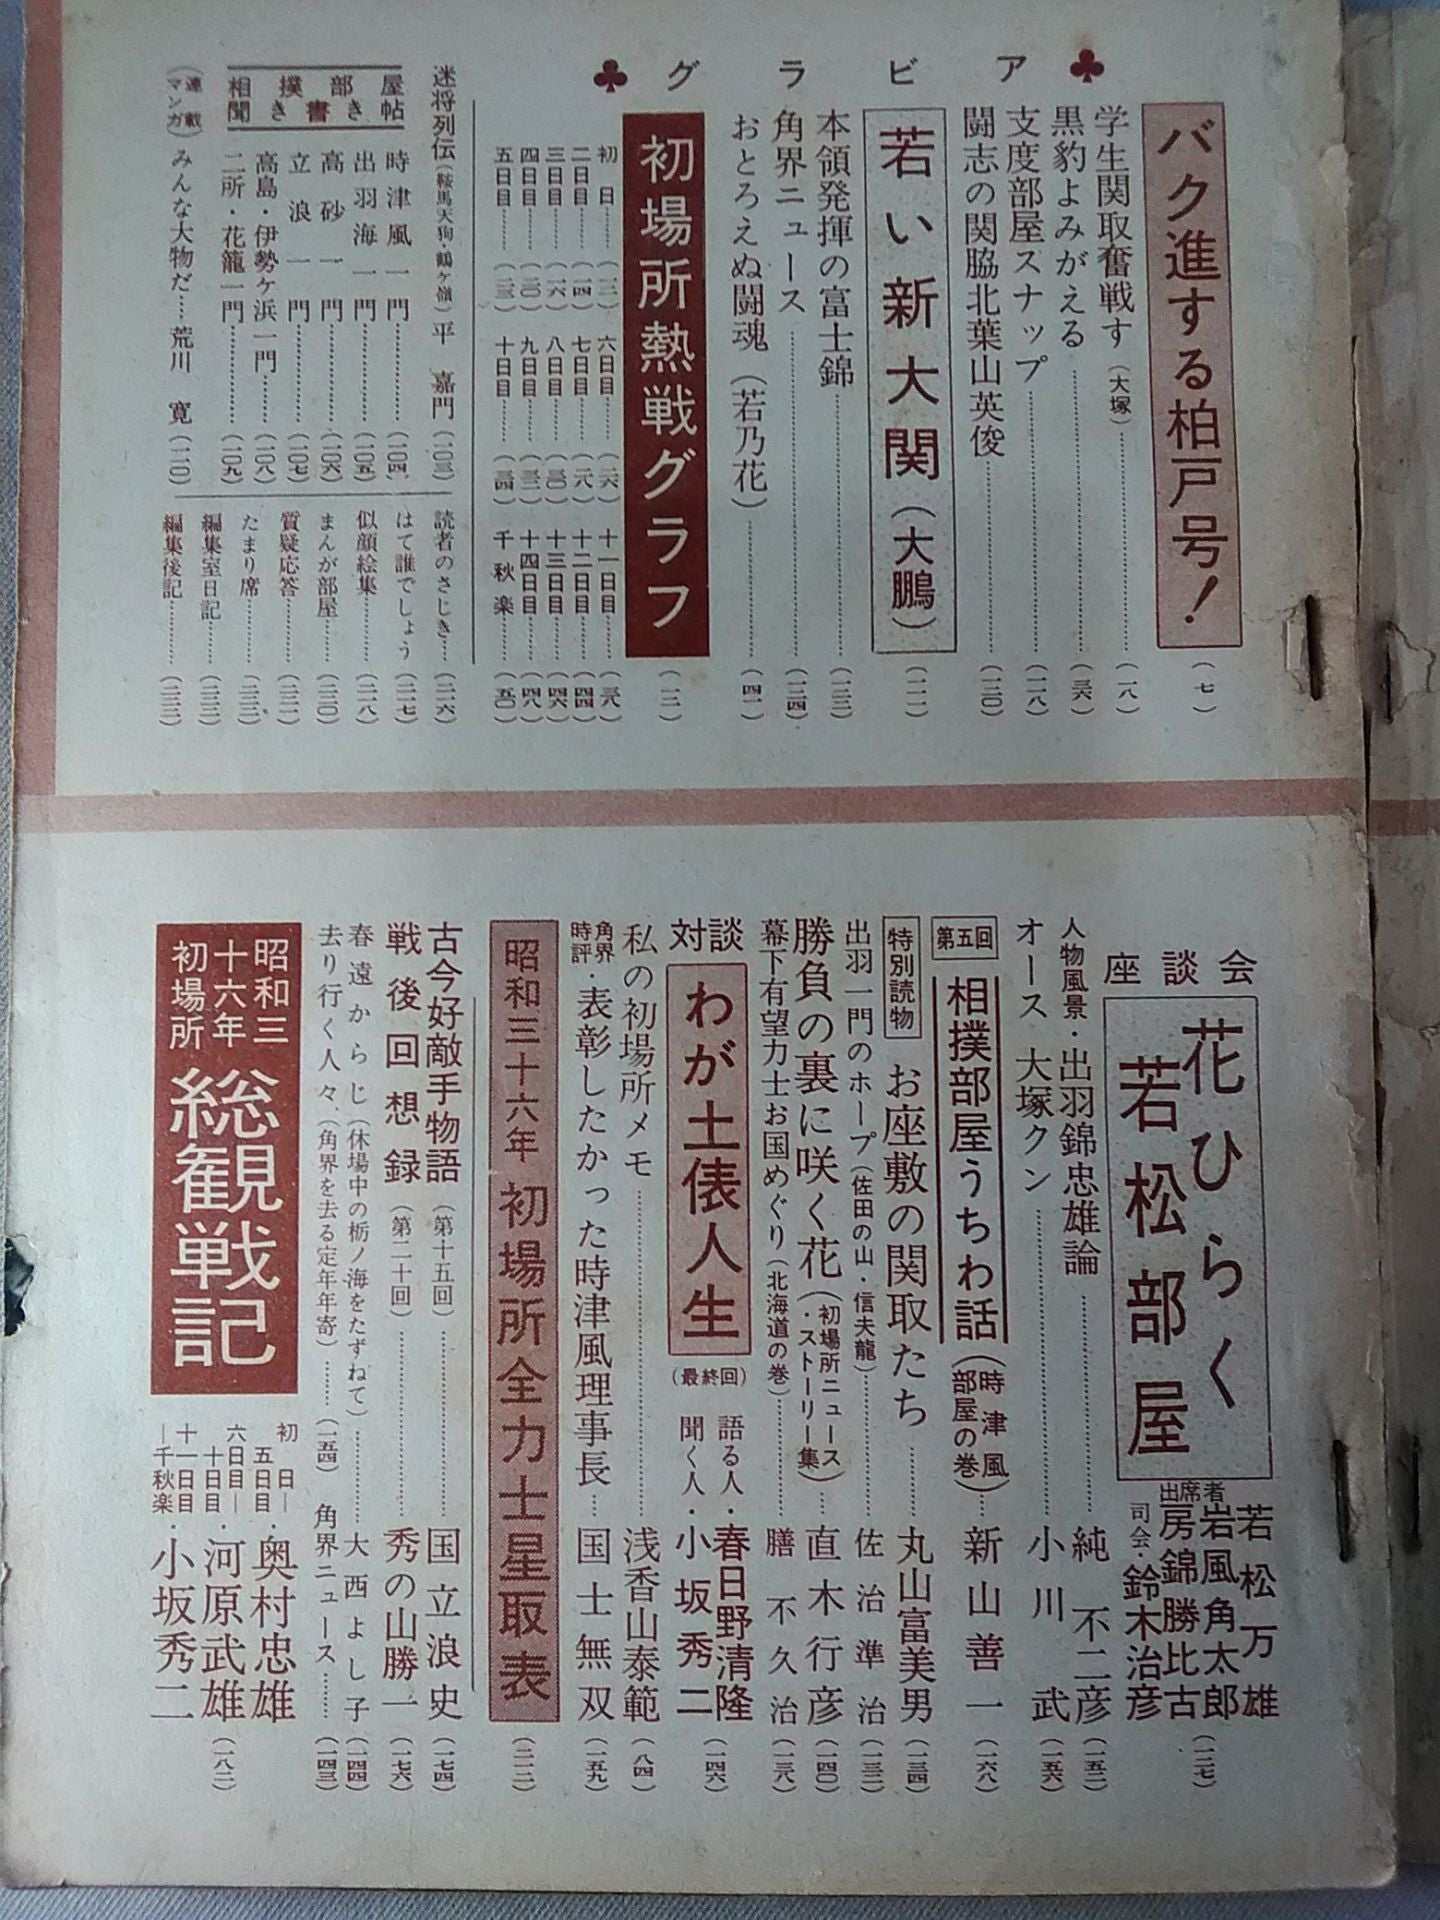 ♣ グラビア ♣
バク進する柏戸号！（七）
学生関取奮戦す（大塚）……（一八）
黒豹よみがえる……（三六）
支度部屋スナップ……（一一八）
闘志の関脇北葉山英俊……（一二〇）
若い新大関（大鵬）
本領発揮の富士錦……
角界ニュース……（一二四）
おとろえぬ闘魂（若乃花）……（四一）
初場所熱戦グラフ
初日……
二日目……（一四）
三日目……（一六）
四日目……（二〇）
五日目……
六日目……（二六）
七日目……（二八）
八日目……（三〇）
九日目……（三二）
十日目……（三四）
十一日目……（三八）
十二日目……（四四）
十三日目……（四六）
十四日目……（四八）
千秋楽……（五〇）
迷将列伝（鞍馬天狗・鶴ケ嶺）平 嘉門（一〇三）
相撲部屋聞き書き帖
時津風一門……（一〇四）
出羽海一門……（一〇五）
高砂一門……（一〇六）
立浪一門……（一〇七）
高島・伊勢ケ浜一門……（一〇八）
二所・花籠一門……（一〇九）
（連載マンガ）みんな大物だ…荒川 寛（一一〇）
読者のさじき……（二二六）
はて誰でしょう（二二七）
似顔絵集……（二二八）
まんが部屋……（二三〇）
質疑応答……
たまり席……
編集室日記……
編集後記……
座談会
花ひらく若松部屋
出席者
若松万雄
岩風角太郎
房錦勝比古
司会・鈴木治彦
（一二七）
人物風景・出羽錦忠雄論……純 不二彦（一五二）
オース 大塚クン……小川 武（一五六）
第五回 相撲部屋うちわ話（時津風部屋の巻）…新山善一（一六八）
特別読物 お座敷の関取たち……丸山富美男（一三四）
出羽一門のホープ（佐田の山・信夫龍）……佐治準治（一三二）
勝負の裏に咲く花（初場所ニュース・ストーリー集）…直木行彦（一四〇）
幕下有望力士お国めぐり（北海道の巻）……膳 不久治（一三八）
対談 わが土俵人生（最終回）
語る人・春日野清隆
聞く人・小坂秀二
（一四六）
私の初場所メモ……浅香山泰範（八四）
角界時評・表彰したかった時津風理事長…国士無双（一五九）
昭和三十六年 初場所全力士星取表
古今好敵手物語（第十五回）……国立浪史（一七四）
戦後回想録（第二十回）……秀の山勝一（一七六）
春遠からじ（休場中の栃ノ海をたずねて）……大西よし子（一四四）
去り行く人々（角界を去る定年年寄）……（一五四）
角界ニュース……（一四三）
昭和三十六年初場所 総観戦記
初日―五日目・奥村忠雄
六日目―十日目・河原武雄
十一日目―千秋楽・小坂秀二
（一八二）